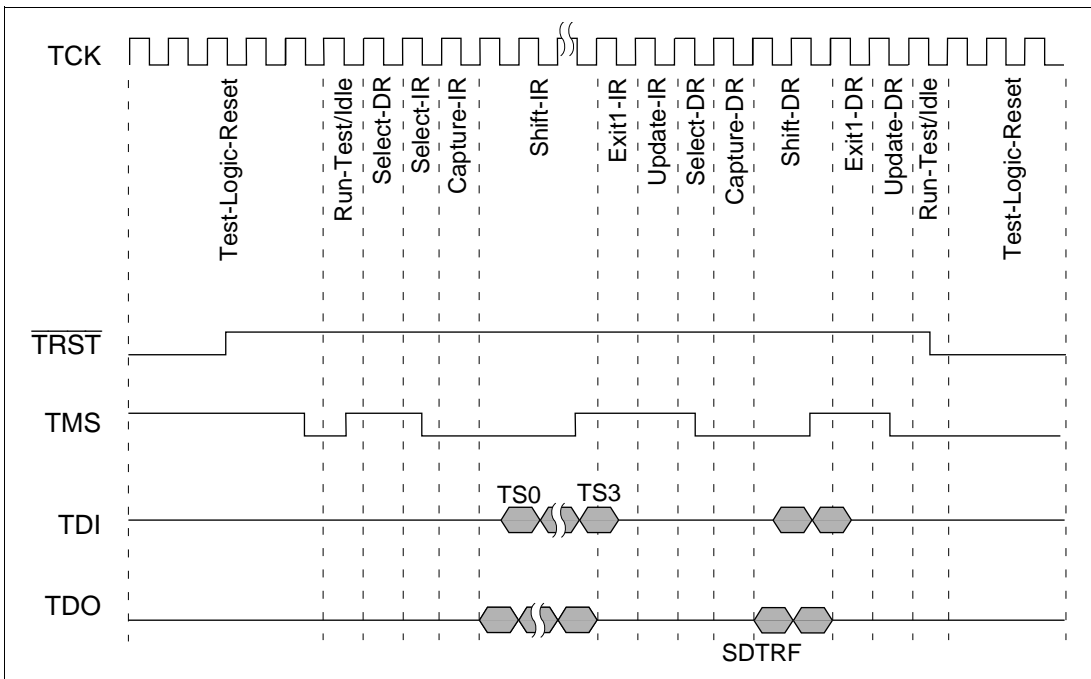 TCK
Test-Logic-Reset
Run-Test/Idle
Select-DR
Select-IR
Capture-IR
Shift-IR
Exit1-IR
Update-IR
Select-DR
Capture-DR
Shift-DR
Exit1-DR
Update-DR
Run-Test/Idle
Test-Logic-Reset
TRST
TMS
TS0 TS3
TDI
TDO
SDTRF